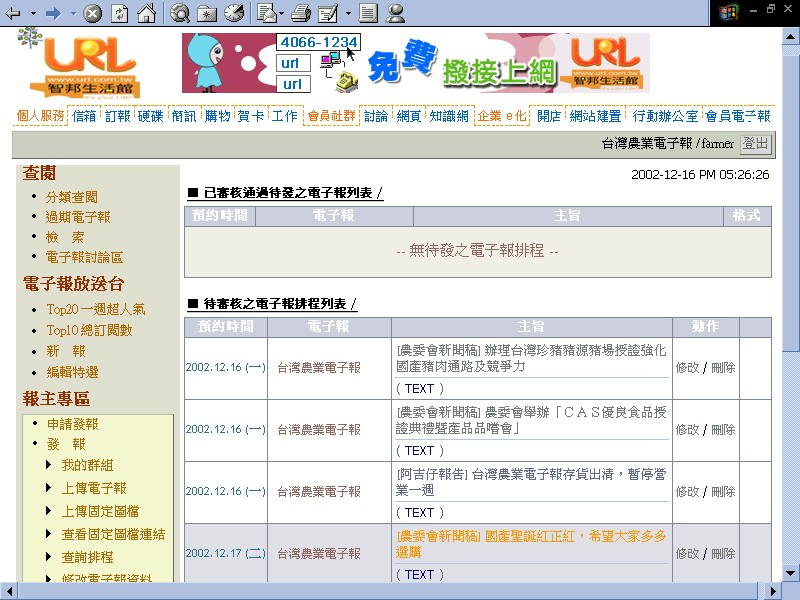 URL
www.url.com.tw
智邦生活館
4066-1234
url
url
免費
撥接上網
URL
www.url.com.tw
智邦生活館
個人服務 信箱 訂報 硬碟 簡訊 購物 賀卡 工作 會員社群 討論 網頁 知識網 企業 e化 開店 網站建置 行動辦公室 會員電子報
台灣農業電子報 / farmer 登出
2002-12-16 PM 05:26:26
查閱
分類查閱
過期電子報
檢 索
電子報討論區
電子報放送台
Top20 一週超人氣
Top10 總訂閱數
新 報
編輯特選
報主專區
申請發報
發 報
我的群組
上傳電子報
上傳固定圖檔
查看固定圖檔連結
查詢排程
修改電子報資料
■ 已審核通過待發之電子報列表 /
預約時間 電子報 主旨 格式
-- 無待發之電子報排程 --
■ 待審核之電子報排程列表 /
預約時間 電子報 主旨 動作
2002.12.16 (一) 台灣農業電子報 [農委會新聞稿] 辦理台灣珍豬豬源豬場授證強化
國產豬肉通路及競爭力
( TEXT )
修改 / 刪除
2002.12.16 (一) 台灣農業電子報 [農委會新聞稿] 農委會舉辦「ＣＡＳ優良食品授
證典禮暨產品品嚐會」
( TEXT )
修改 / 刪除
2002.12.16 (一) 台灣農業電子報 [阿吉仔報告] 台灣農業電子報存貨出清，暫停營
業一週
( TEXT )
修改 / 刪除
2002.12.17 (二) 台灣農業電子報 [農委會新聞稿] 國產聖誕紅正紅，希望大家多多
選購
( TEXT )
修改 / 刪除